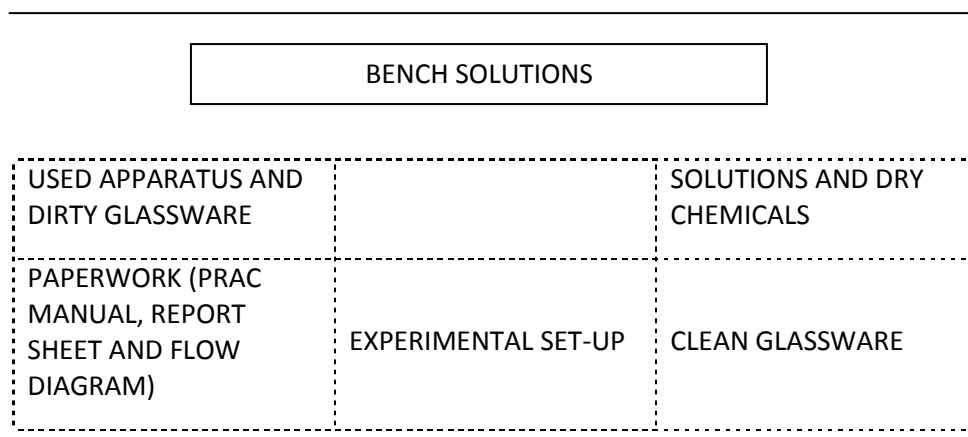 BENCH SOLUTIONS
USED APPARATUS AND
DIRTY GLASSWARE
SOLUTIONS AND DRY
CHEMICALS
PAPERWORK (PRAC
MANUAL, REPORT
SHEET AND FLOW
DIAGRAM)
EXPERIMENTAL SET-UP
CLEAN GLASSWARE